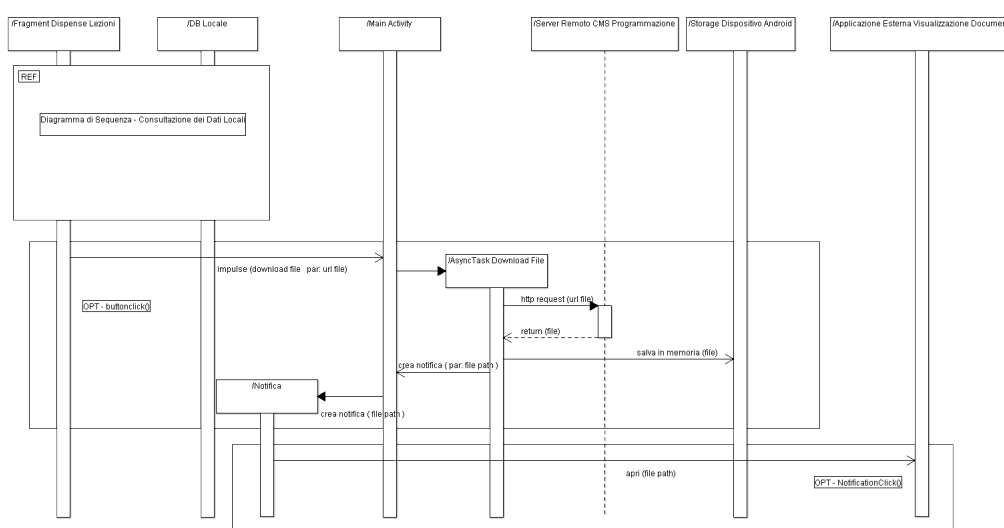 /Fragment Dispense Lezioni
/DB Locale
/Main Activity
/Server Remoto CMS Programmazione
/Storage Dispositivo Android
/Applicazione Esterna Visualizzazione Documen
REF
Diagramma di Sequenza - Consultazione dei Dati Locali
impulse (download file par: url file)
/AsyncTask Download File
OPT - buttonclick()
http request (url file)
return (file)
salva in memoria (file)
crea notifica ( par: file path )
/Notifica
crea notifica ( file path )
apri (file path)
OPT - NotificationClick()